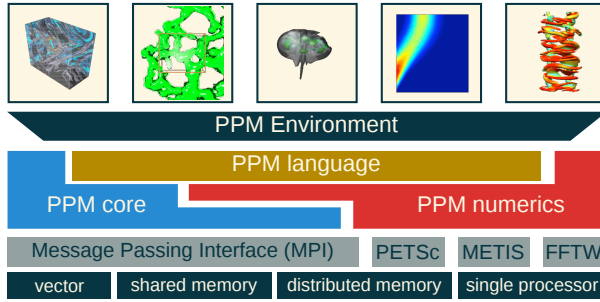 PPM Environment
PPM language
PPM core PPM numerics
Message Passing Interface (MPI) PETSc METIS FFTW
vector shared memory distributed memory single processor